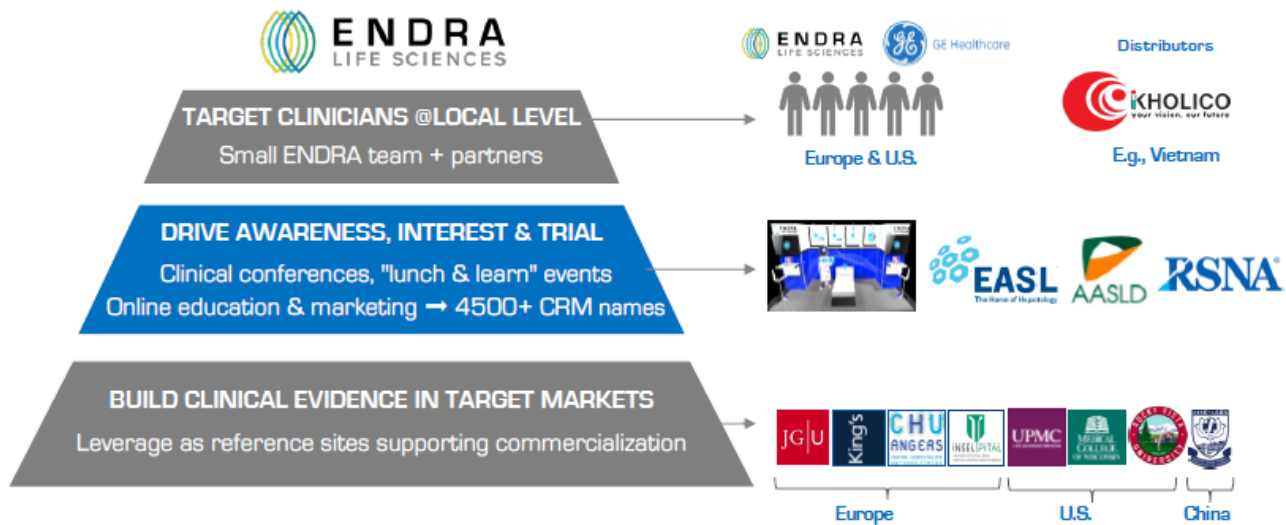 ENDRA
LIFE SCIENCES
TARGET CLINICIANS @LOCAL LEVEL
Small ENDRA team + partners
ENDRA
LIFE SCIENCES
GE Healthcare
Europe & U.S.
Distributors
KHOLICO
your vision, our future
E.g., Vietnam
DRIVE AWARENESS, INTEREST & TRIAL
Clinical conferences, "lunch & learn" events
Online education & marketing → 4500+ CRM names
EASL
The Home of Hepatology
AASLD
RSNA
BUILD CLINICAL EVIDENCE IN TARGET MARKETS
Leverage as reference sites supporting commercialization
JG|U
King's
CHU
ANGERS
INSELSPITAL
UPMC
MEDICAL
COLLEGE
OF WISCONSIN
ROCKY VISTA
UNIVERSITY
Europe
U.S.
China